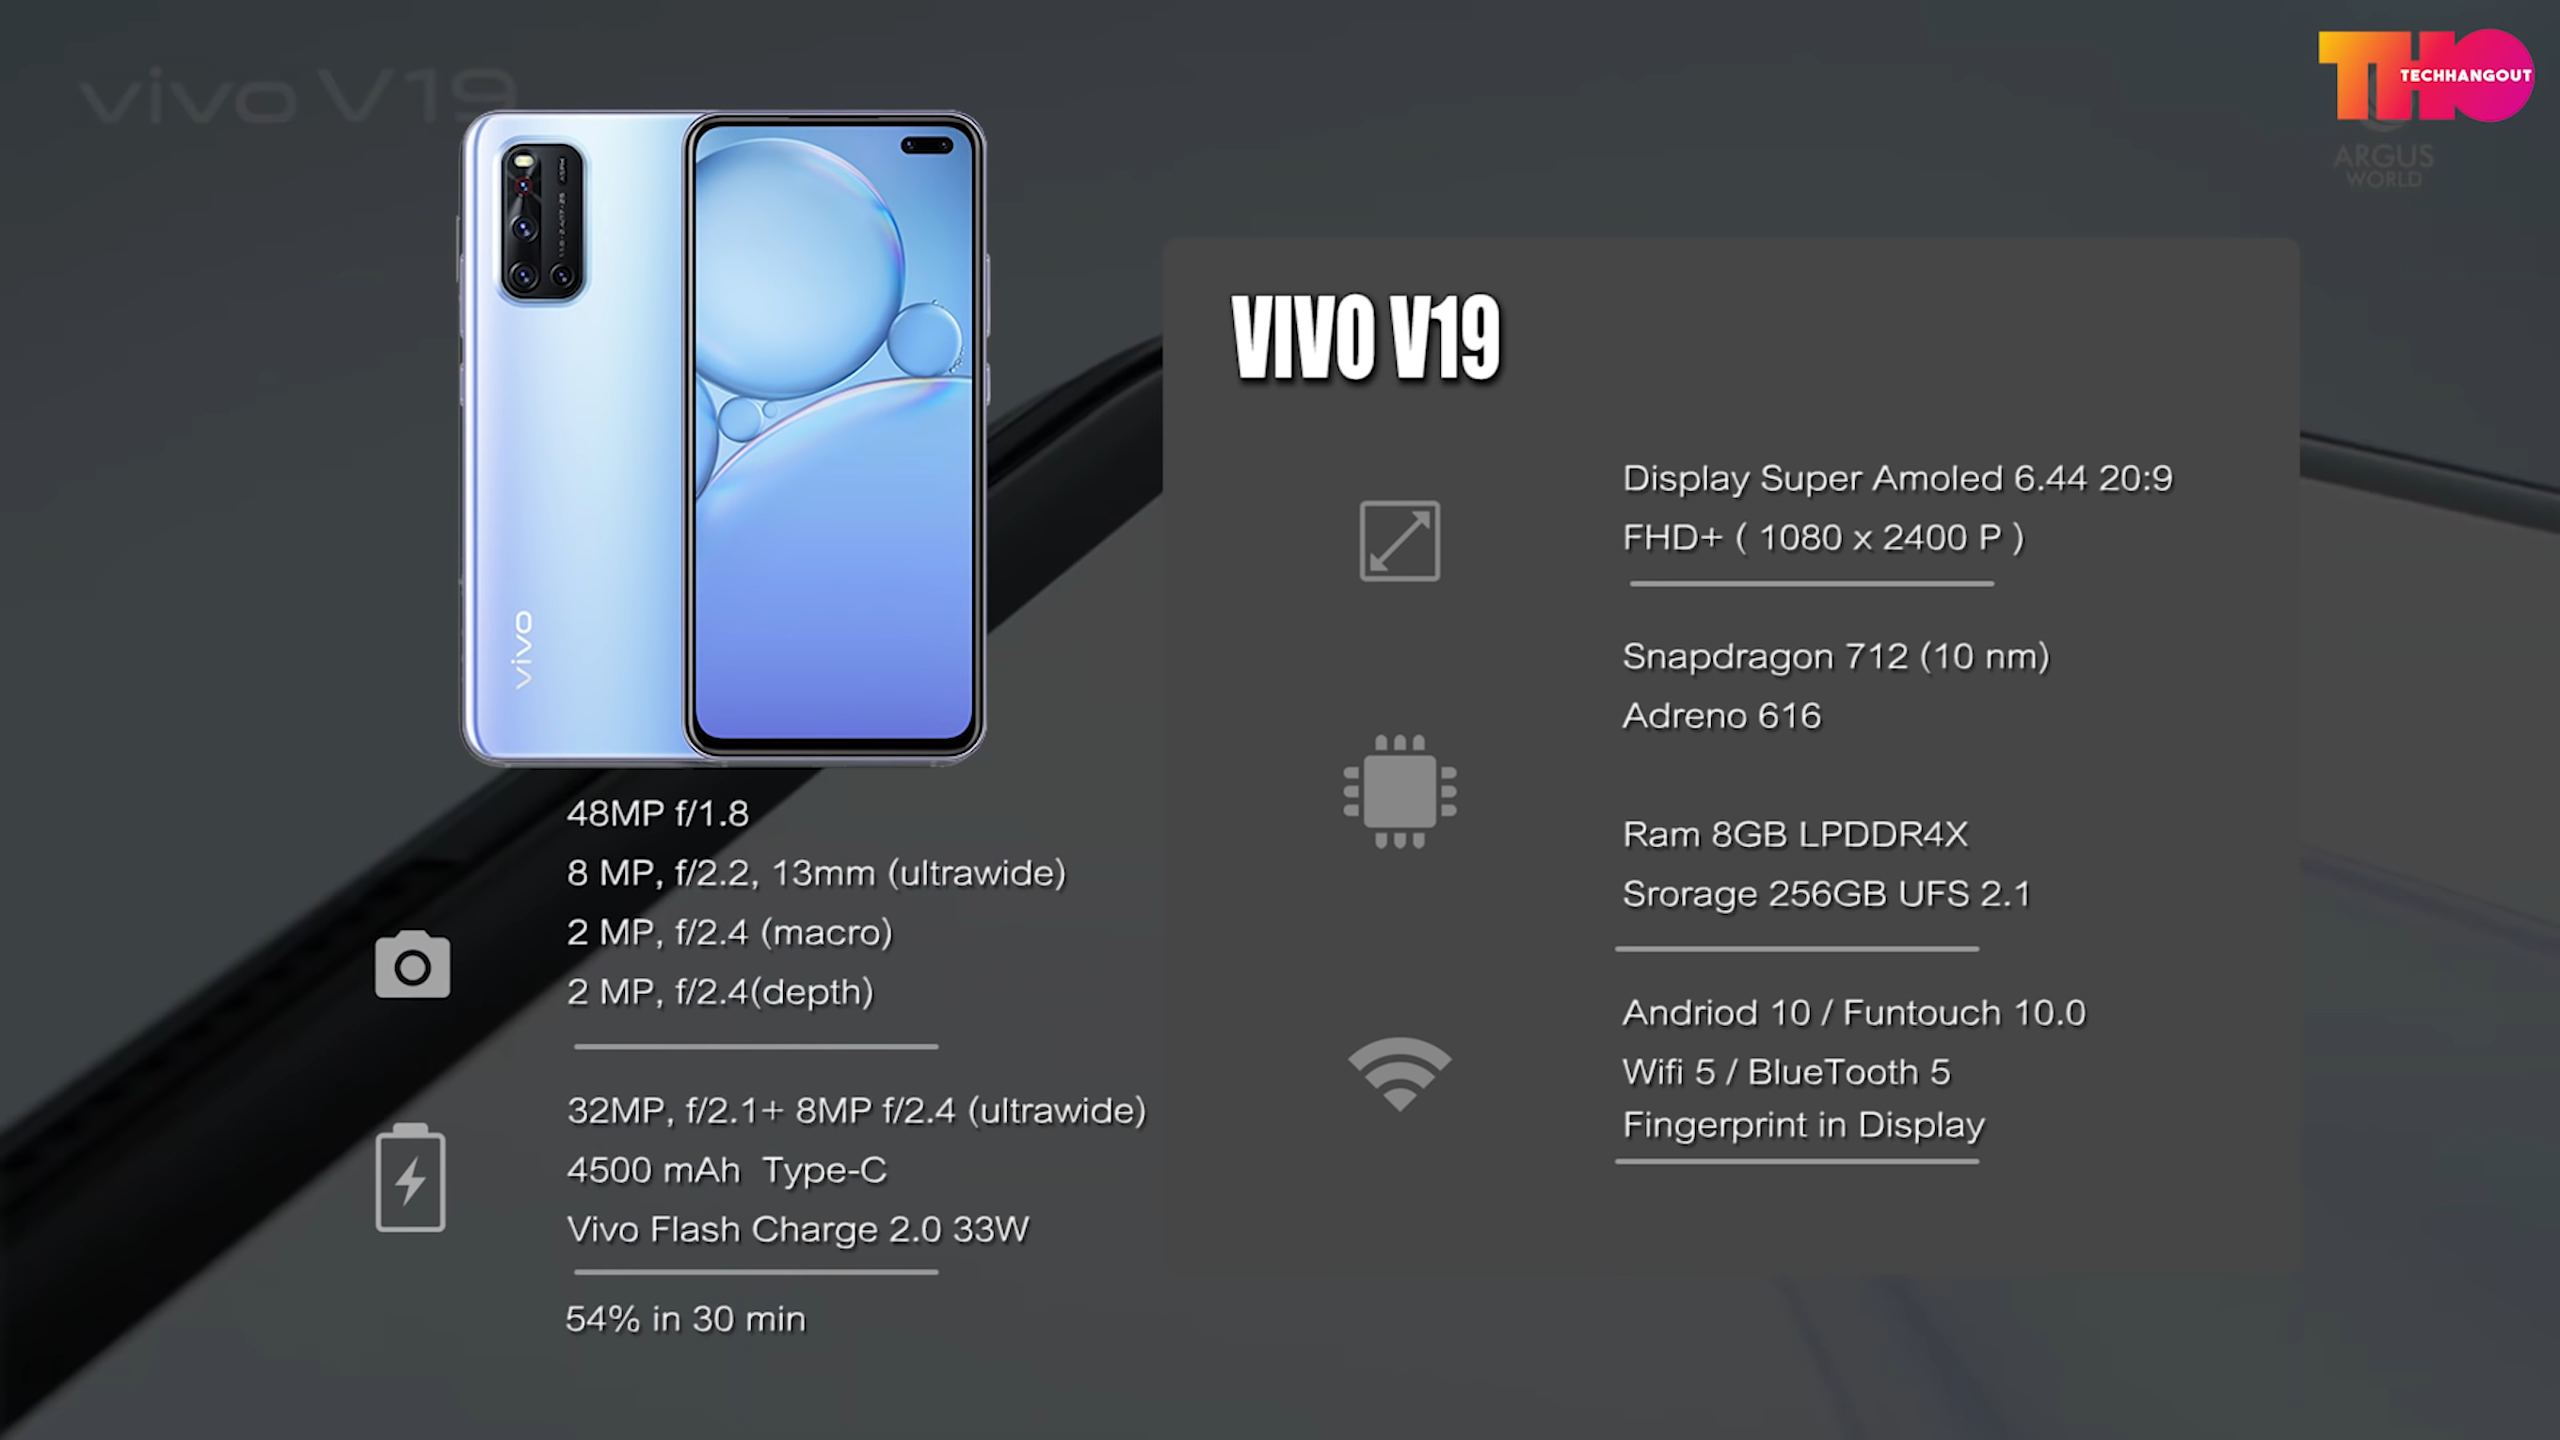 vivo V19
TECHHANGOUT
THO
ARGUS
WORLD
vivo
VIVO V19
Display Super Amoled 6.44 20:9
FHD+ ( 1080 x 2400 P )
Snapdragon 712 (10 nm)
Adreno 616
Ram 8GB LPDDR4X
Srorage 256GB UFS 2.1
Andriod 10 / Funtouch 10.0
Wifi 5 / BlueTooth 5
Fingerprint in Display
48MP f/1.8
8 MP, f/2.2, 13mm (ultrawide)
2 MP, f/2.4 (macro)
2 MP, f/2.4(depth)
32MP, f/2.1+ 8MP f/2.4 (ultrawide)
4500 mAh  Type-C
Vivo Flash Charge 2.0 33W
54% in 30 min